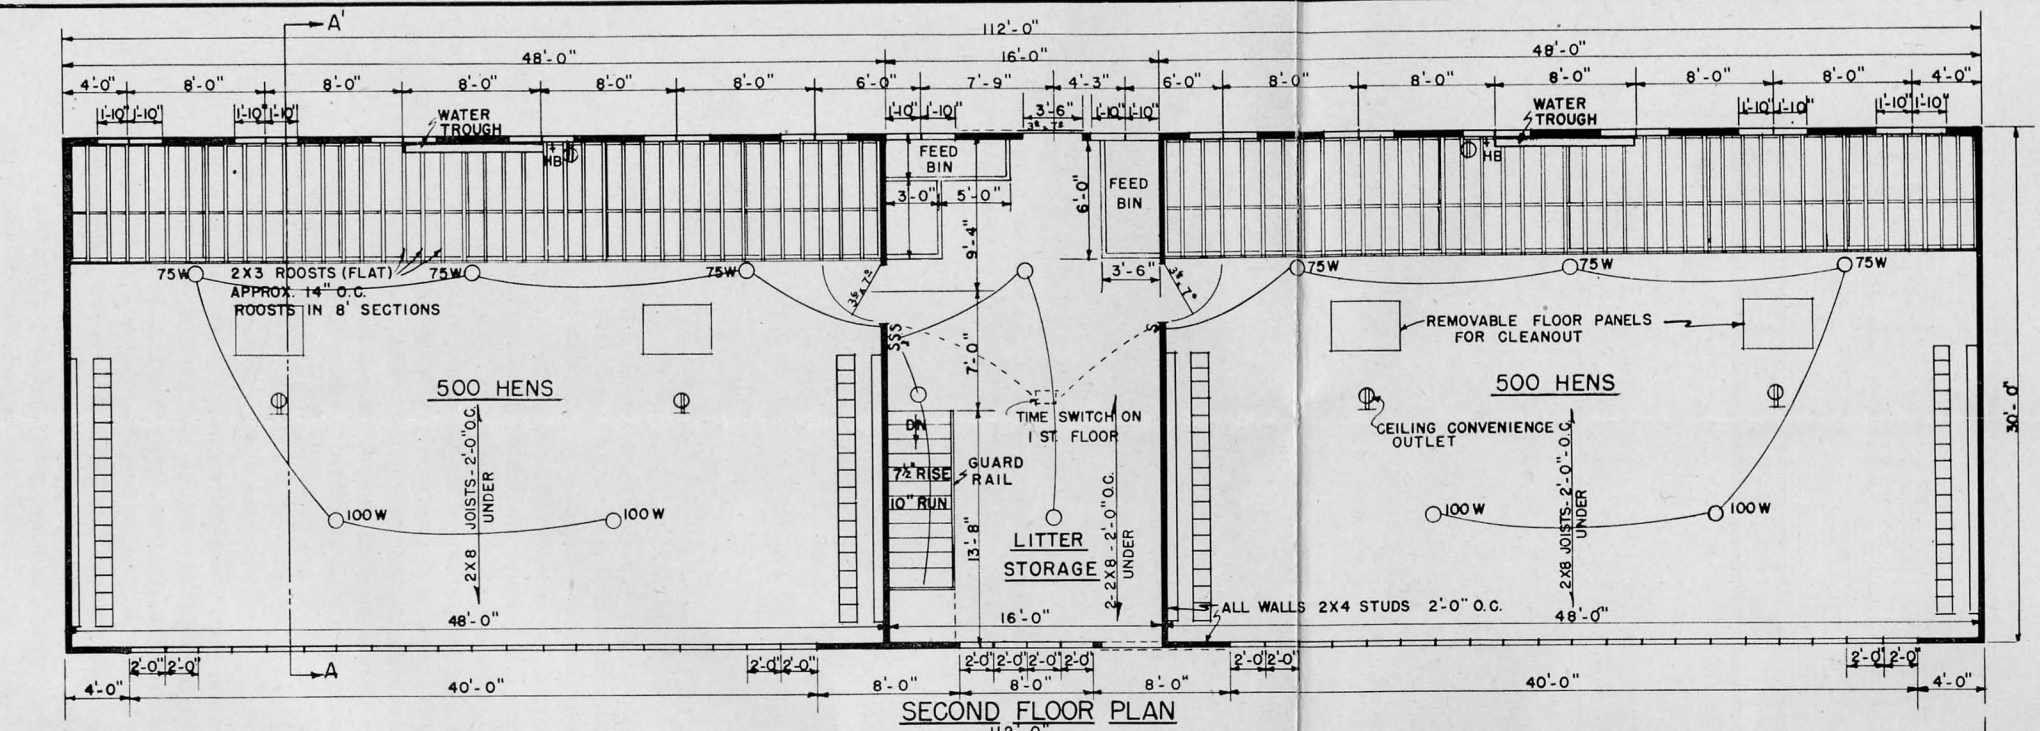 A'
112'-0"
48'-0"
16'-0"
48'-0"
4'-0"
8'-0"
8'-0"
8'-0"
8'-0"
8'-0"
6'-0"
7'-9"
4'-3"
6'-0"
8'-0"
8'-0"
8'-0"
8'-0"
8'-0"
4'-0"
1'-10"
1'-10"
1'-10"
1'-10"
1'-10"
1'-10"
3'-6"
1'-10"
1'-10"
1'-10"
1'-10"
1'-10"
1'-10"
WATER
TROUGH
WATER
TROUGH
HB
HB
FEED
BIN
FEED
BIN
3'-0"
5'-0"
6'-0"
9'-4"
3'-6"
75W
2X3 ROOSTS (FLAT)
APPROX. 14" O.C.
ROOSTS IN 8' SECTIONS
75W
75W
75W
75W
75W
REMOVABLE FLOOR PANELS
FOR CLEANOUT
SSS
S
7'-0"
500 HENS
500 HENS
TIME SWITCH ON
1 ST. FLOOR
CEILING CONVENIENCE
OUTLET
DN
7½" RISE
10" RUN
GUARD
RAIL
30'-0"
100W
100W
100W
100W
2X8 JOISTS-2'-0" O.C.
UNDER
13'-8"
LITTER
STORAGE
2-2X8-2'-0" O.C.
UNDER
2X8 JOISTS-2'-0"-O.C.
UNDER
ALL WALLS 2X4 STUDS 2'-0" O.C.
48'-0"
16'-0"
48'-0"
2'-0"
2'-0"
2'-0"
2'-0"
2'-0"
2'-0"
2'-0"
2'-0"
2'-0"
2'-0"
2'-0"
2'-0"
A
4'-0"
40'-0"
8'-0"
8'-0"
8'-0"
40'-0"
4'-0"
SECOND FLOOR PLAN